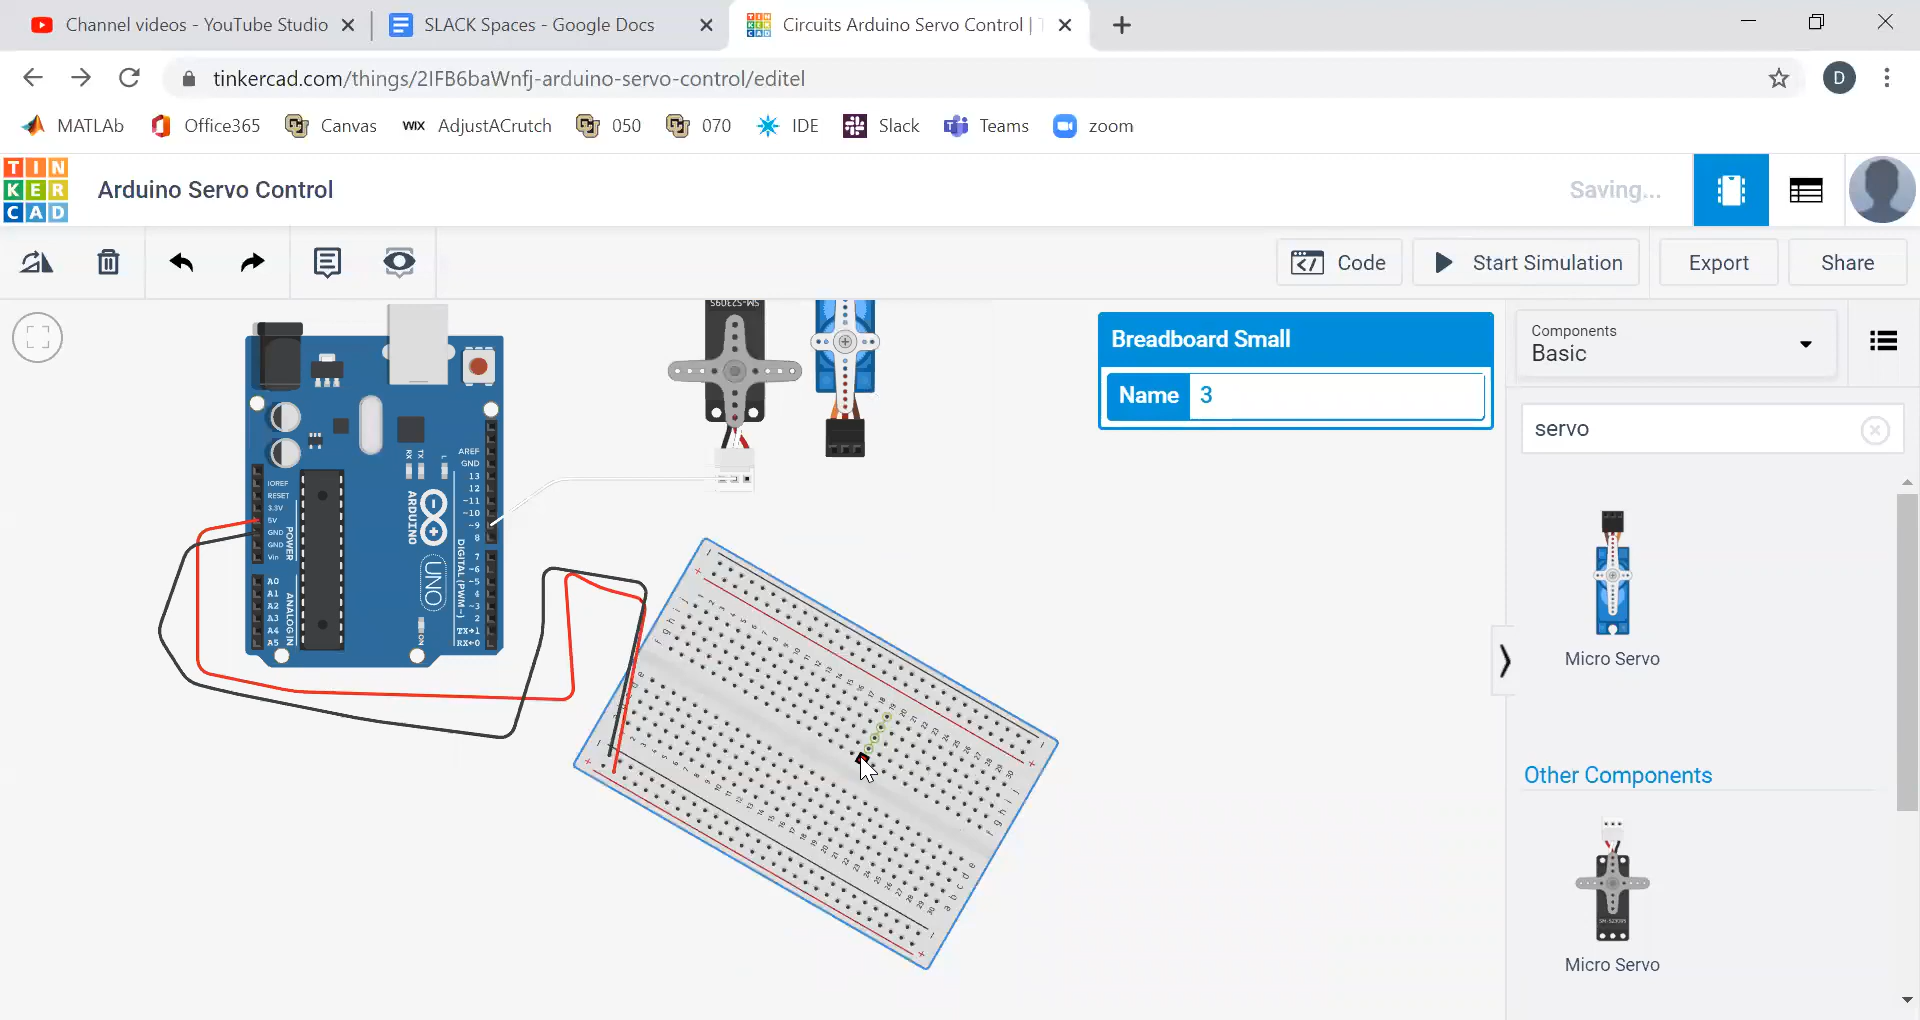 Channel videos - YouTube Studio
SLACK Spaces - Google Docs
Circuits Arduino Servo Control |
tinkercad.com/things/2IFB6baWnfj-arduino-servo-control/editel
D
MATLAb
Office365
Canvas
WIX AdjustACrutch
050
070
IDE
Slack
Teams
zoom
TIN
KER
CAD
Arduino Servo Control
Saving...
Code
Start Simulation
Export
Share
Breadboard Small
Name 3
Components
Basic
servo
Micro Servo
Other Components
Micro Servo
AREF
GND
13
12
~11
~10
~9
8
7
~6
~5
4
~3
2
TX→1
RX←0
IOREF
RESET
3.3V
5V
GND
GND
Vin
A0
A1
A2
A3
A4
A5
POWER
ANALOG IN
DIGITAL (PWM~)
RX
TX
L
ON
ARDUINO
UNO